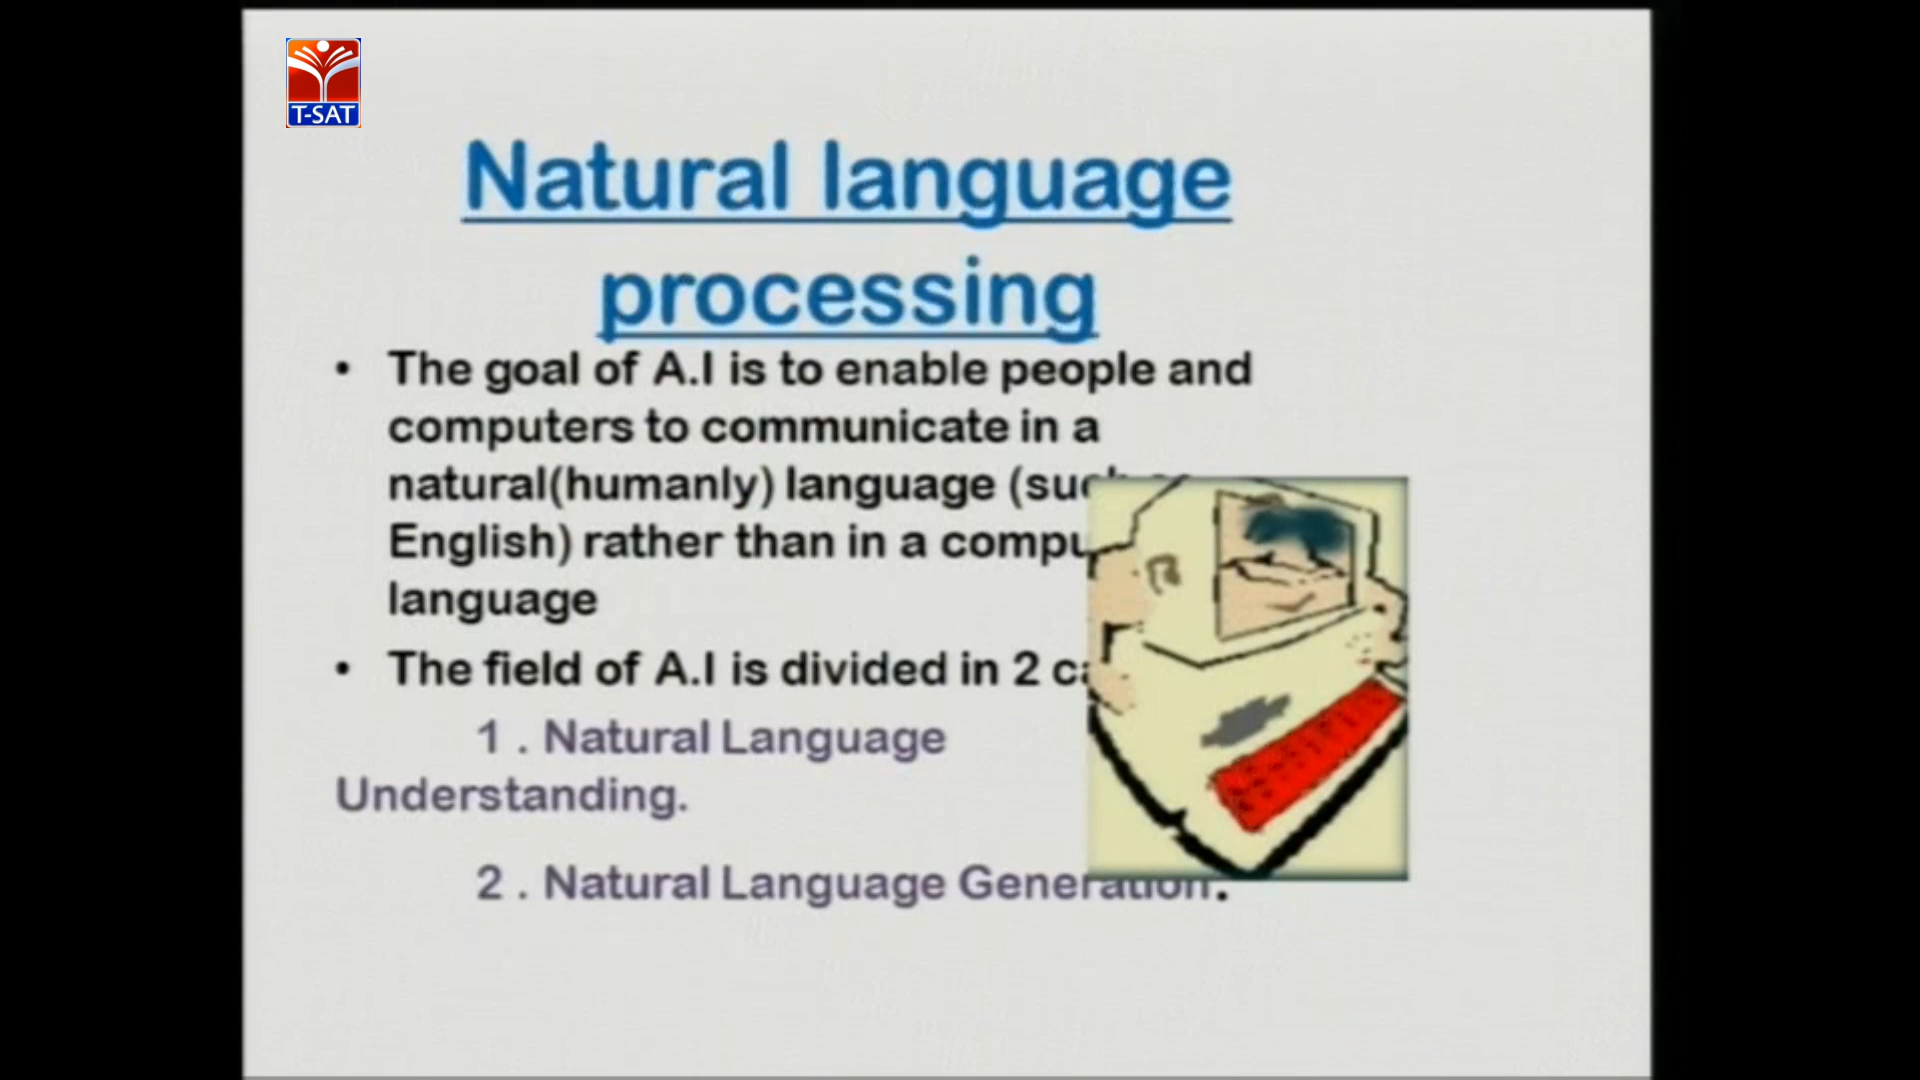 T-SAT
Natural language
processing
• The goal of A.I is to enable people and
computers to communicate in a
natural(humanly) language (such
English) rather than in a compu
language
• The field of A.I is divided in 2 ca
1 . Natural Language
Understanding.
2 . Natural Language Generation.